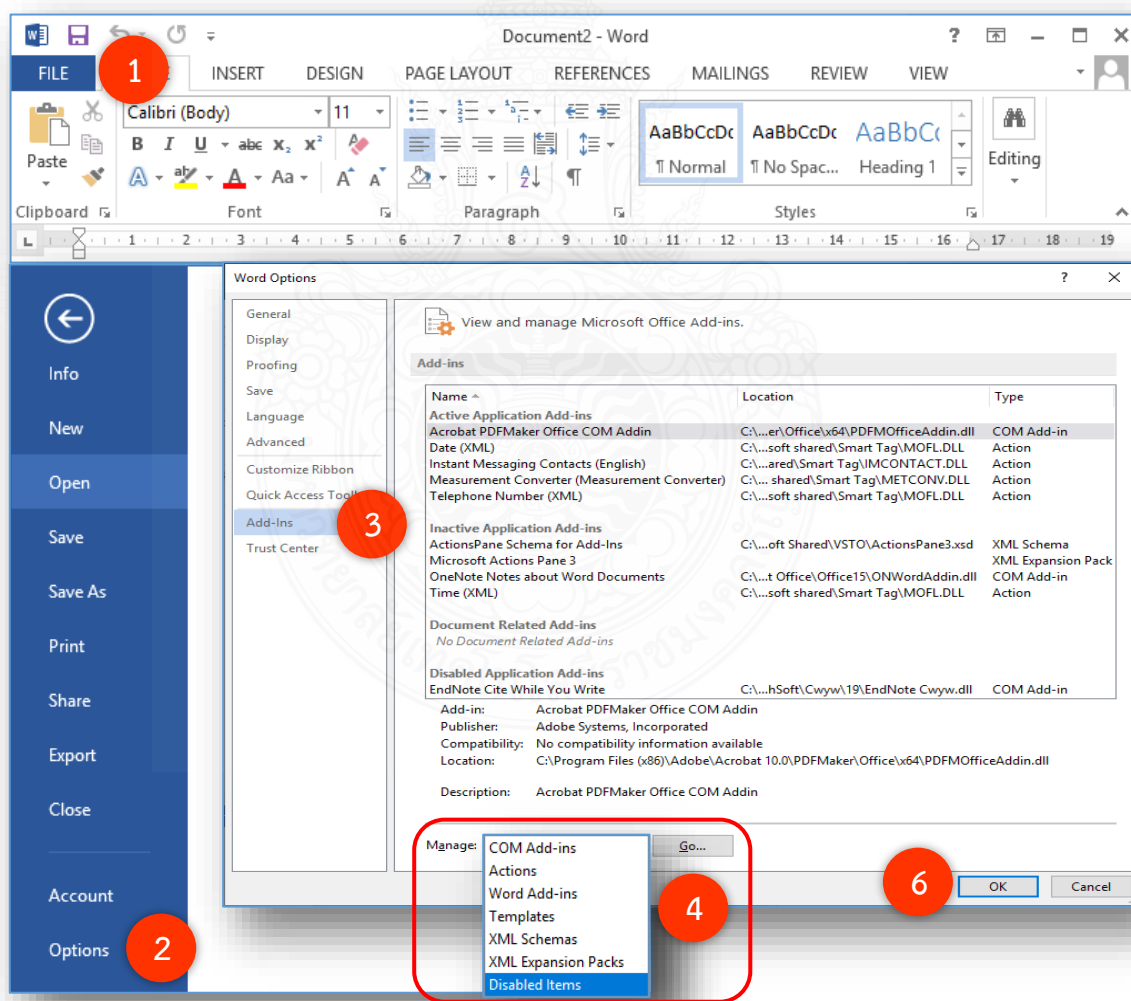 Document2 - Word
?
FILE
1
INSERT
DESIGN
PAGE LAYOUT
REFERENCES
MAILINGS
REVIEW
VIEW
Calibri (Body)
11
Paste
B I U abc X₂ X²
A aby A Aa A A
AaBbCcDc AaBbCcDc AaBbCc
¶ Normal ¶ No Spac... Heading 1
Editing
Clipboard
Font
Paragraph
Styles
L 1 2 3 4 5 6 7 8 9 10 11 12 13 14 15 16 17 18 19
Info
New
Open
Save
Save As
Print
Share
Export
Close
Account
Options 2
Word Options ?
General
Display
Proofing
Save
Language
Advanced
Customize Ribbon
Quick Access
Add-Ins 3
Trust Center
View and manage Microsoft Office Add-ins.
Add-ins
Name Location Type
Active Application Add-ins
Acrobat PDFMaker Office COM Addin C:\...er\Office\x64\PDFMOfficeAddin.dll COM Add-in
Date (XML) C:\...soft shared\Smart Tag\MOFL.DLL Action
Instant Messaging Contacts (English) C:\...ared\Smart Tag\IMCONTACT.DLL Action
Measurement Converter (Measurement Converter) C:\... shared\Smart Tag\METCONV.DLL Action
Telephone Number (XML) C:\...soft shared\Smart Tag\MOFL.DLL Action
Inactive Application Add-ins
ActionsPane Schema for Add-Ins C:\...oft Shared\VSTO\ActionsPane3.xsd XML Schema
Microsoft Actions Pane 3 XML Expansion Pack
OneNote Notes about Word Documents C:\...t Office\Office15\ONWordAddin.dll COM Add-in
Time (XML) C:\...soft shared\Smart Tag\MOFL.DLL Action
Document Related Add-ins
No Document Related Add-ins
Disabled Application Add-ins
EndNote Cite While You Write C:\...hSoft\Cwyw\19\EndNote Cwyw.dll COM Add-in
Add-in: Acrobat PDFMaker Office COM Addin
Publisher: Adobe Systems, Incorporated
Compatibility: No compatibility information available
Location: C:\Program Files (x86)\Adobe\Acrobat 10.0\PDFMaker\Office\x64\PDFMOfficeAddin.dll
Description: Acrobat PDFMaker Office COM Addin
Manage: COM Add-ins Go...
Actions
Word Add-ins
Templates
XML Schemas
XML Expansion Packs
Disabled Items
4
6 OK Cancel